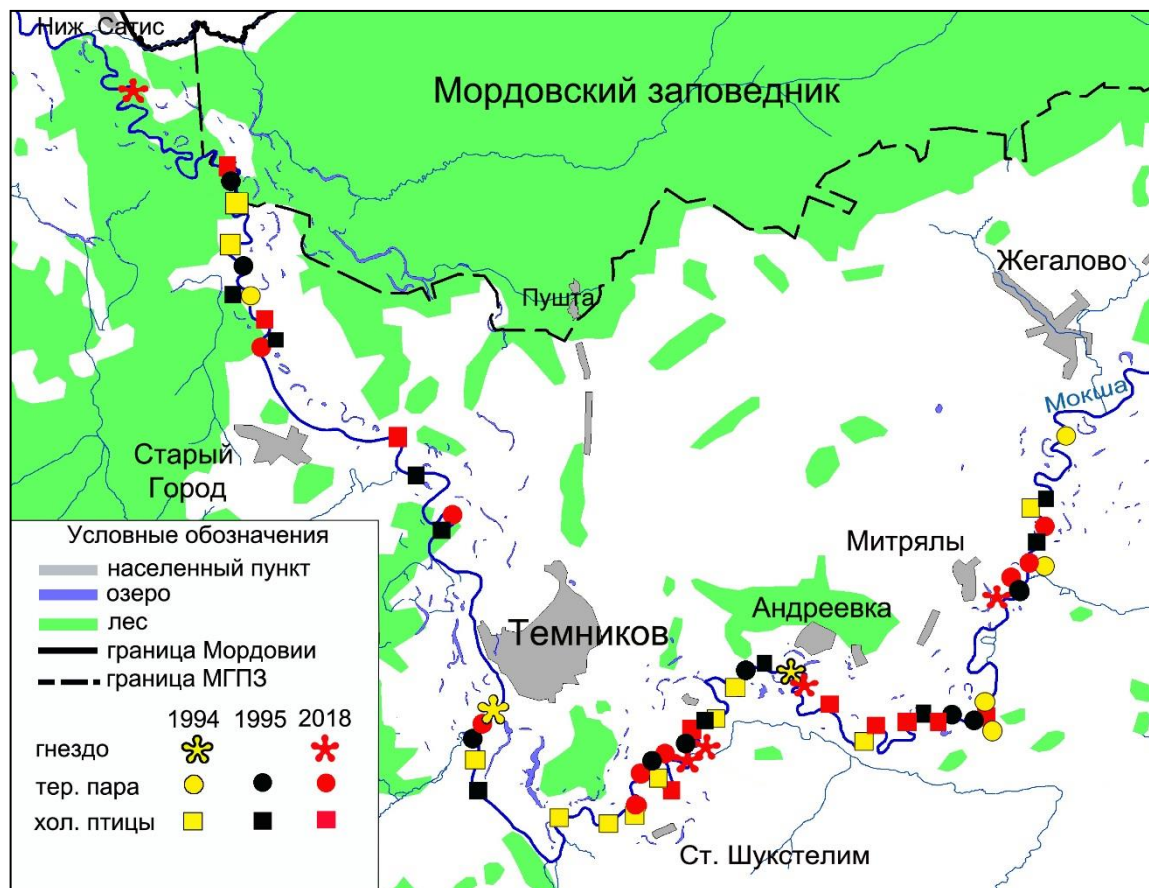 Ниж. Сатис
Мордовский заповедник
Жегалово
Пушта
Мокша
Старый
Город
Митрялы
Андреевка
Темников
Ст. Шукстелим
Условные обозначения
населенный пункт
озеро
лес
граница Мордовии
граница МГПЗ
1994 1995 2018
гнездо
тер. пара
хол. птицы